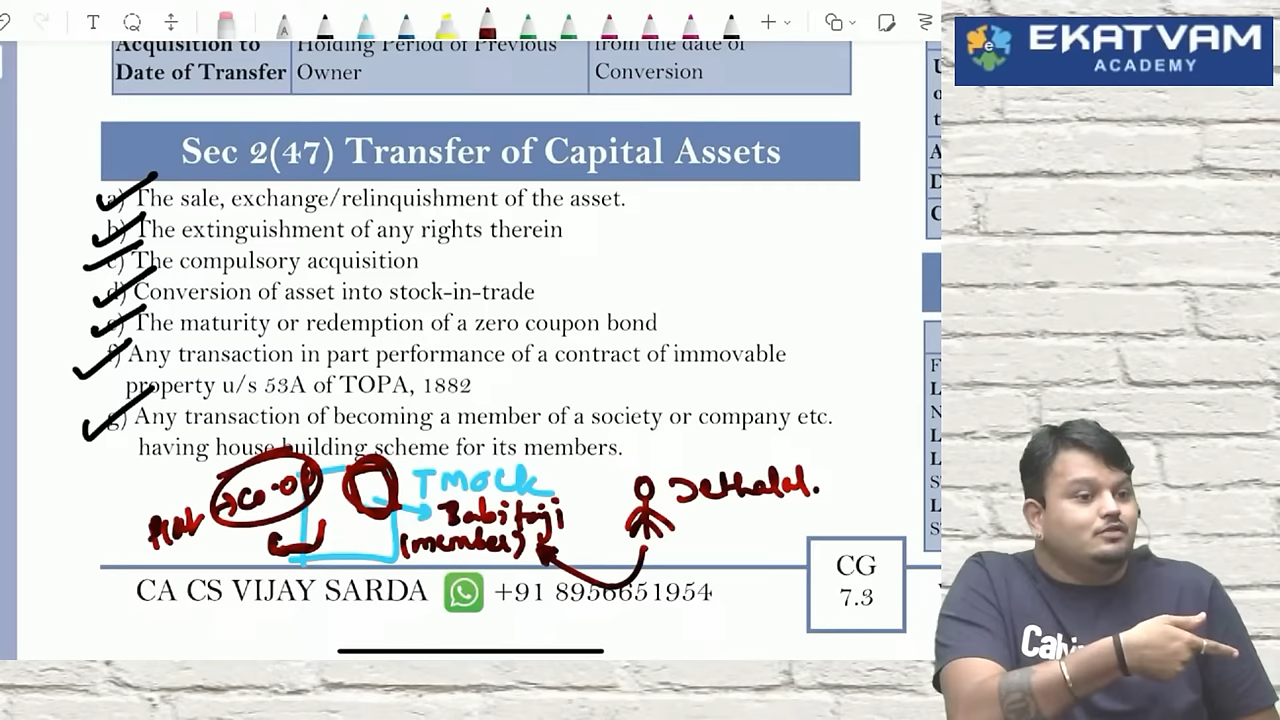 T
A
EKATVAM
ACADEMY
Acquisition to
Date of Transfer
Holding Period of Previous
Owner
from the date of
Conversion
Sec 2(47) Transfer of Capital Assets
a) The sale, exchange/relinquishment of the asset.
b) The extinguishment of any rights therein
c) The compulsory acquisition
d) Conversion of asset into stock-in-trade
e) The maturity or redemption of a zero coupon bond
f) Any transaction in part performance of a contract of immovable
property u/s 53A of TOPA, 1882
g) Any transaction of becoming a member of a society or company etc.
having house building scheme for its members.
co-op
TMOCK
Babitaji
(member)
Jethalal.
CA CS VIJAY SARDA +91 8956651954
CG
7.3